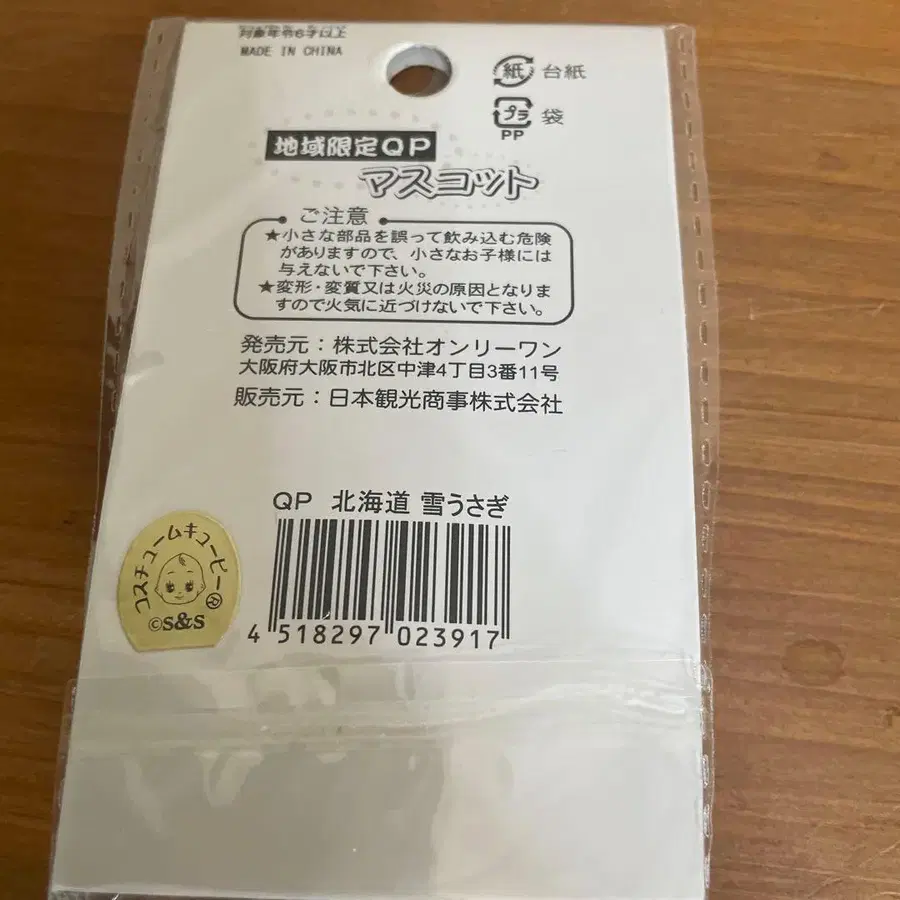 対象年令6才以上
MADE IN CHINA
紙 台紙
プラ 袋
PP
地域限定QP
マスコット
ご注意
★小さな部品を誤って飲み込む危険
がありますので、小さなお子様には
与えないで下さい。
★変形・変質又は火災の原因となりま
すので火気に近づけないで下さい。
発売元：株式会社オンリーワン
大阪府大阪市北区中津4丁目3番11号
販売元：日本観光商事株式会社
QP 北海道 雪うさぎ
コスチュームキューピー®
©S&S
4 518297 023917